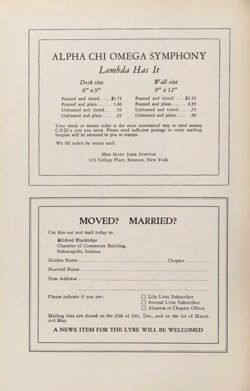 ALPHA CHI OMEGA SYMPHONY
Lambda Has It
Desk size Wall size
6" x 9" 9" x 12"
Framed and tinted.....$1.75 Framed and tinted.....$2.50
Framed and plain...... 1.60 Framed and plain...... 2.35
Unframed and tinted... .50 Unframed and tinted... .75
Unframed and plain.... .35 Unframed and plain.... .50
Your check or money order is the most economical way to send money.
C.O.D.'s cost you more. Please send sufficient postage to cover mailing.
Surplus will be returned to you in stamps.
We fill orders by return mail.
MISS MARY JANE NORTON
115 College Place, Syracuse, New York
MOVED? MARRIED?
Cut this out and mail today to
Mildred Blacklidge
Chamber of Commerce Building,
Indianapolis, Indiana.
Maiden Name .......... Chapter ..........
Married Name ..........
New Address ..........
Please indicate if you are: □ Life LYRE Subscriber
□ Annual LYRE Subscriber
□ Alumnæ or Chapter Officer
Mailing lists are closed on the 10th of Oct., Dec., and on the 1st of March
and May.
A NEWS ITEM FOR THE LYRE WILL BE WELCOMED